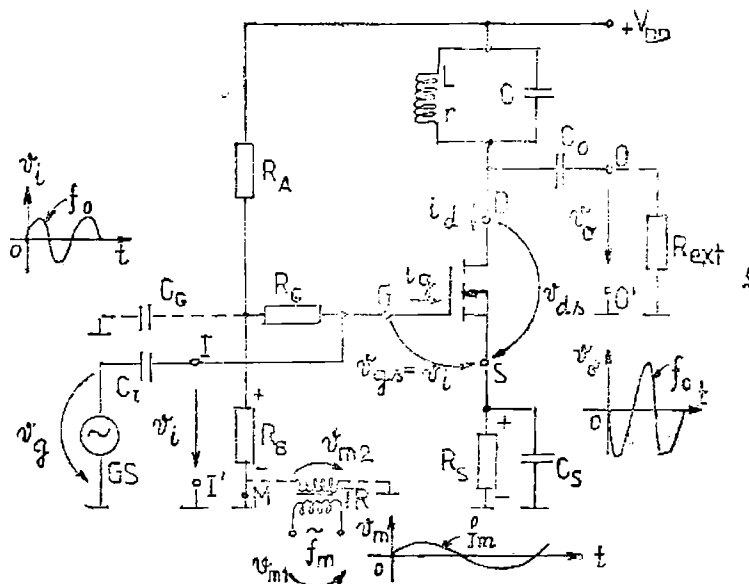 +V_DD
L
r
C
C_O
O
R_A
v_i
f_o
O
t
i_d
D
v_o
R_ext
C_G
R_G
G
i_g
v_ds
O'
I
C_I
v_gs=v_i
S
v_o
f_o
t
O
v_g
v_i
+
R_B
-
v_m2
+
R_S
-
C_S
GS
I'
M
TR
v_m
f_m
t
O
v_m1
f_m